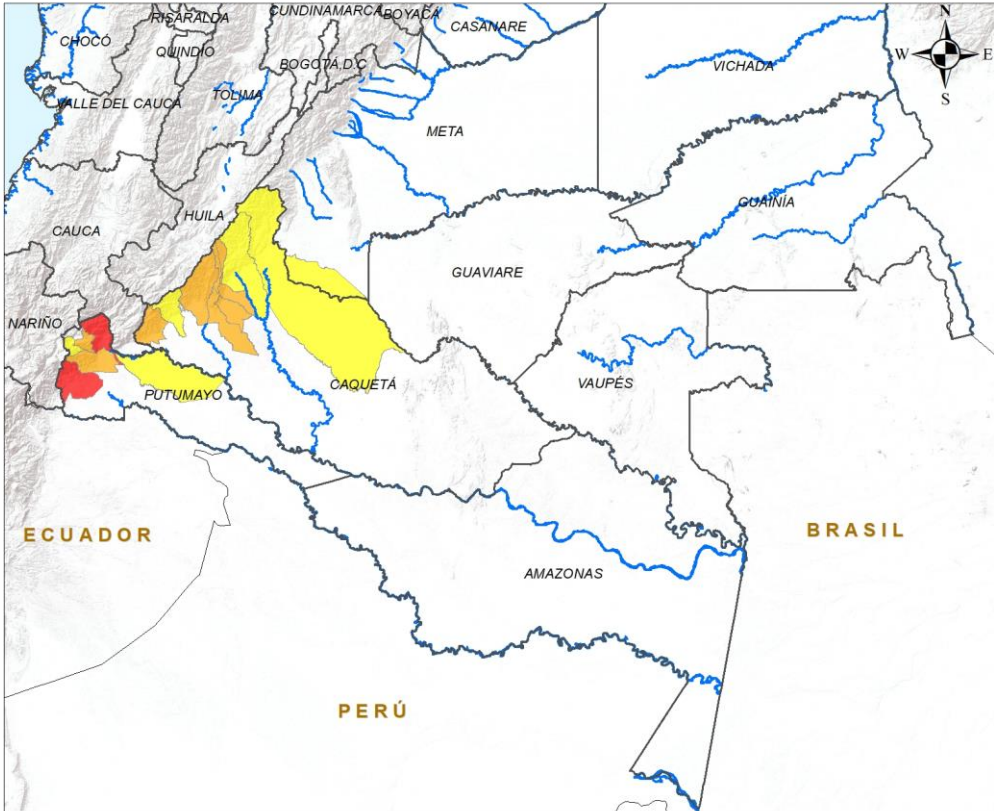 CUNDINAMARCA
BOYACÁ
RISARALDA
CASANARE
N
CHOCÓ
QUINDIO
W E
BOGOTÁ, D.C
VICHADA
S
VALLE DEL CAUCA
TOLIMA
META
HUILA
GUAINÍA
CAUCA
GUAVIARE
NARIÑO
CAQUETÁ
VAUPÉS
PUTUMAYO
ECUADOR
BRASIL
AMAZONAS
PERÚ